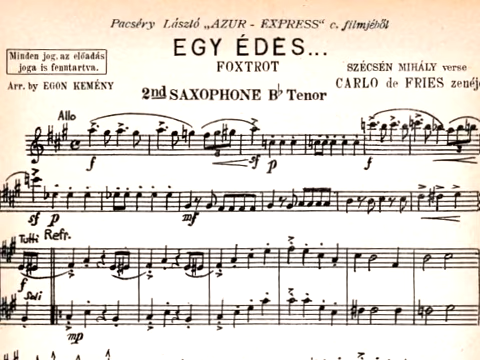 Pacséry László „AZUR - EXPRESS" c. filmjéből
EGY ÉDES...
Minden jog. az előadás
joga is fenntartva.
FOXTROT
SZÉCSÉN MIHÁLY verse
Arr. by EGON KEMÉNY
CARLO de FRIES zenéje
2nd SAXOPHONE B♭ Tenor
Allo
f
sf p
f
sf p
mf
Tutti Refr.
f
Soli
mp